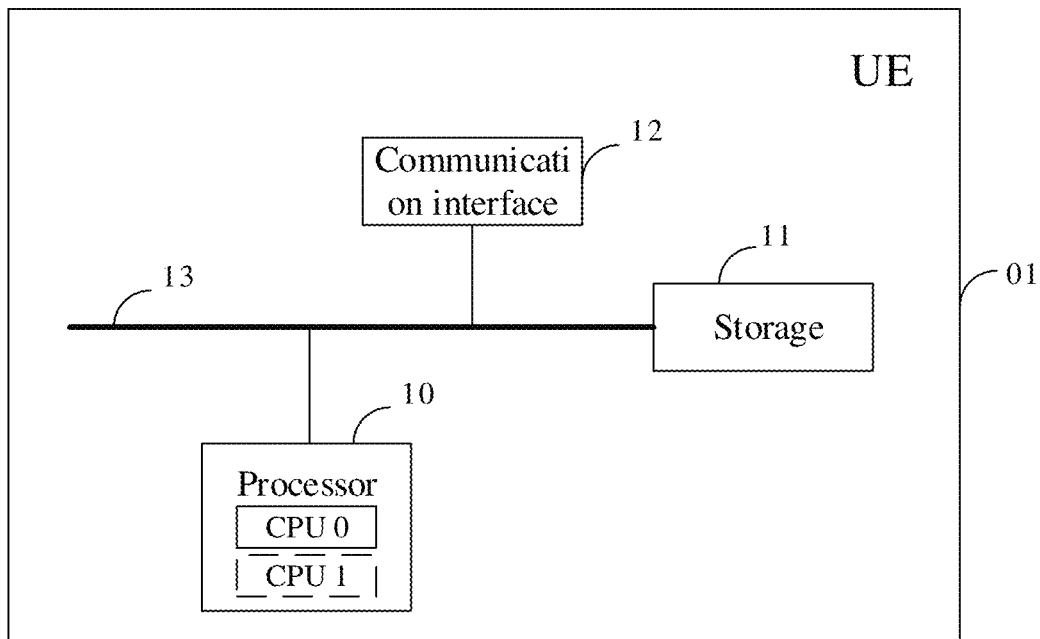 UE
12
Communicati
on interface
11
01
13
Storage
10
Processor
CPU 0
CPU 1